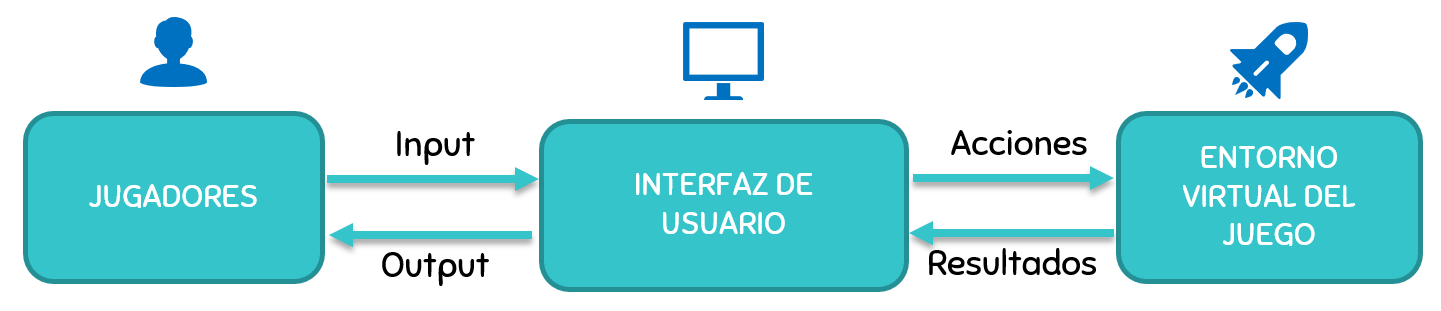 JUGADORES
Input
Output
INTERFAZ DE
USUARIO
Acciones
Resultados
ENTORNO
VIRTUAL DEL
JUEGO